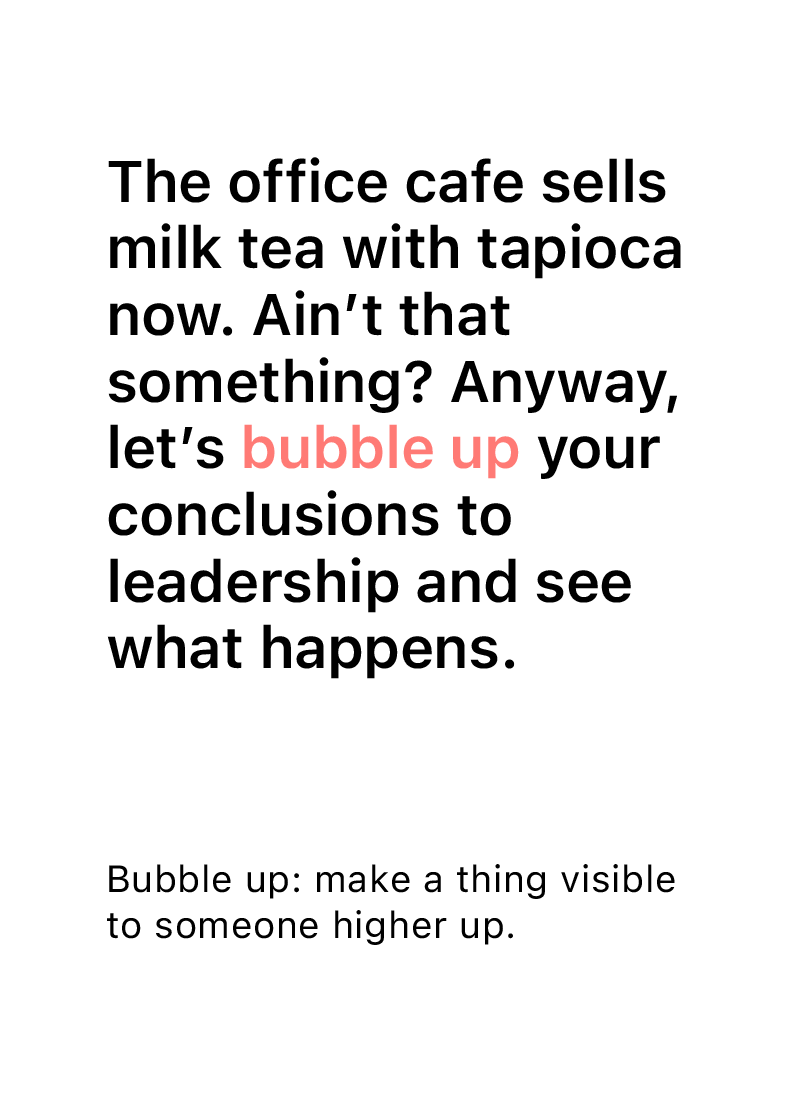 The office cafe sells
milk tea with tapioca
now. Ain’t that
something? Anyway,
let’s bubble up your
conclusions to
leadership and see
what happens.
Bubble up: make a thing visible
to someone higher up.